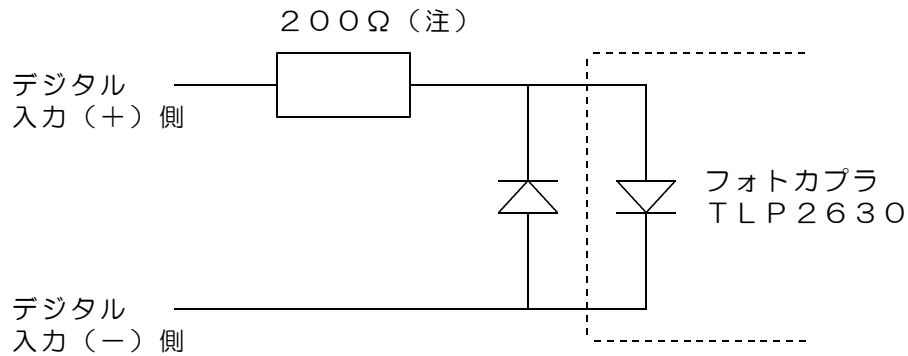 ２００Ω（注）
デジタル
入力（＋）側
フォトカプラ
ＴＬＰ２６３０
デジタル
入力（－）側